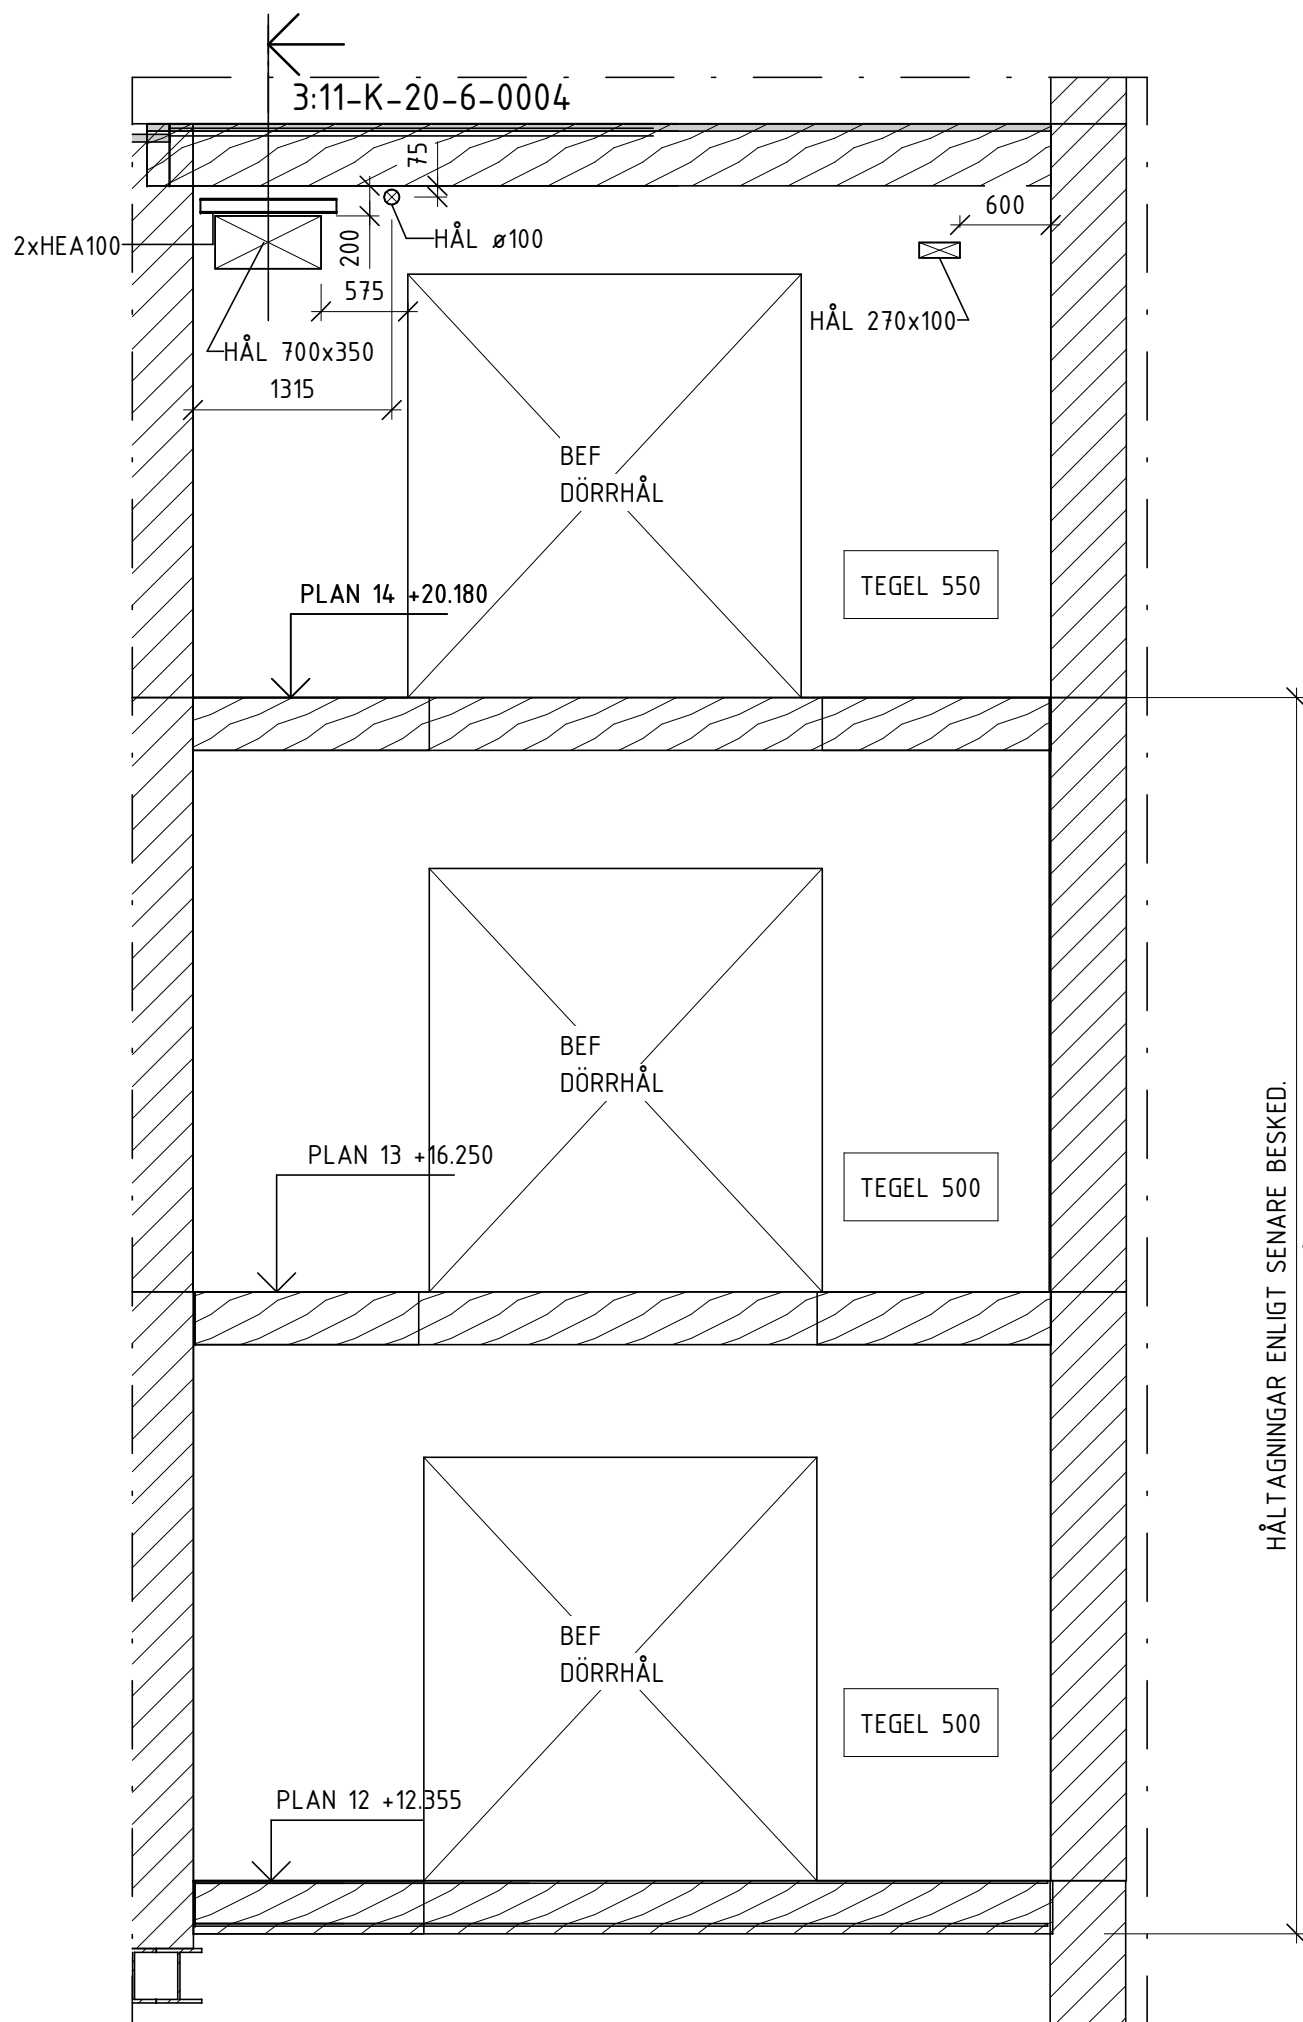 3:11-K-20-6-0004
75
600
2xHEA100
200
HÅL ø100
575
HÅL 270x100
HÅL 700x350
1315
BEF
DÖRRHÅL
TEGEL 550
PLAN 14 +20.180
BEF
DÖRRHÅL
PLAN 13 +16.250
TEGEL 500
HÅLTAGNINGAR ENLIGT SENARE BESKED.
BEF
DÖRRHÅL
TEGEL 500
PLAN 12 +12.355